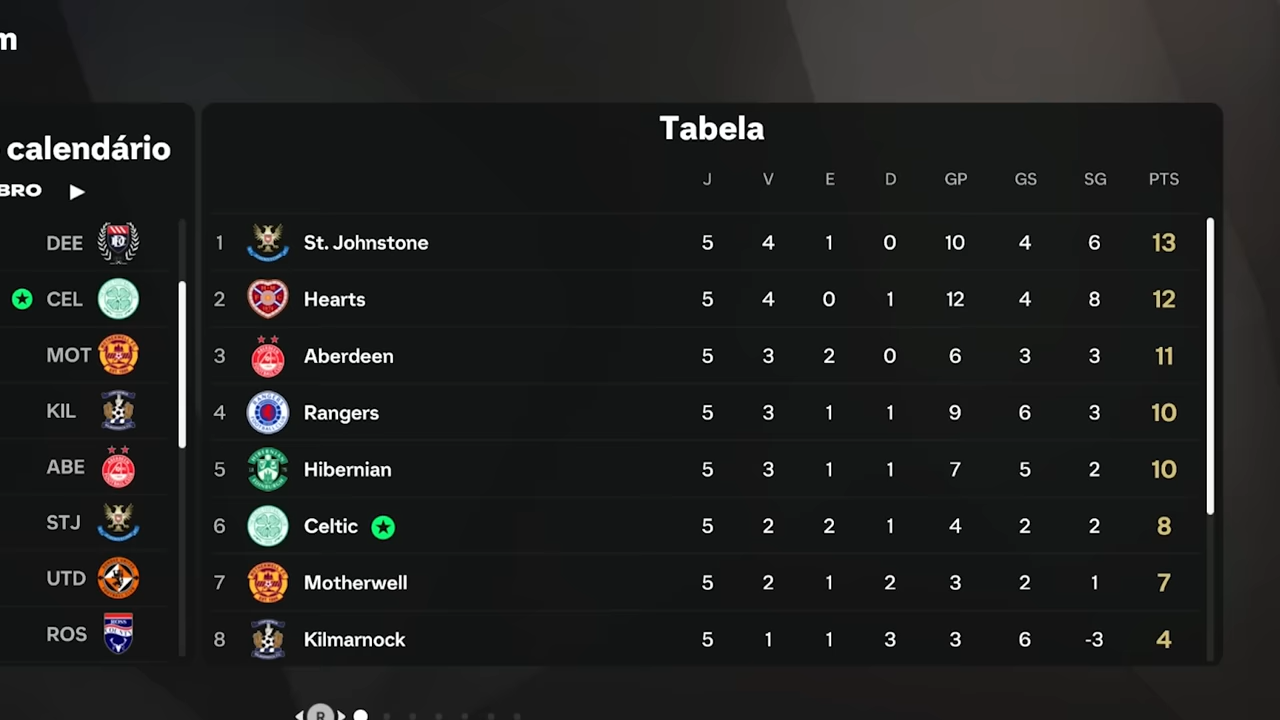 m
calendário
BRO
DEE
CEL
MOT
KIL
ABE
STJ
UTD
ROS
Tabela
J V E D GP GS SG PTS
1 St. Johnstone 5 4 1 0 10 4 6 13
2 Hearts 5 4 0 1 12 4 8 12
3 Aberdeen 5 3 2 0 6 3 3 11
4 Rangers 5 3 1 1 9 6 3 10
5 Hibernian 5 3 1 1 7 5 2 10
6 Celtic 5 2 2 1 4 2 2 8
7 Motherwell 5 2 1 2 3 2 1 7
8 Kilmarnock 5 1 1 3 3 6 -3 4
R